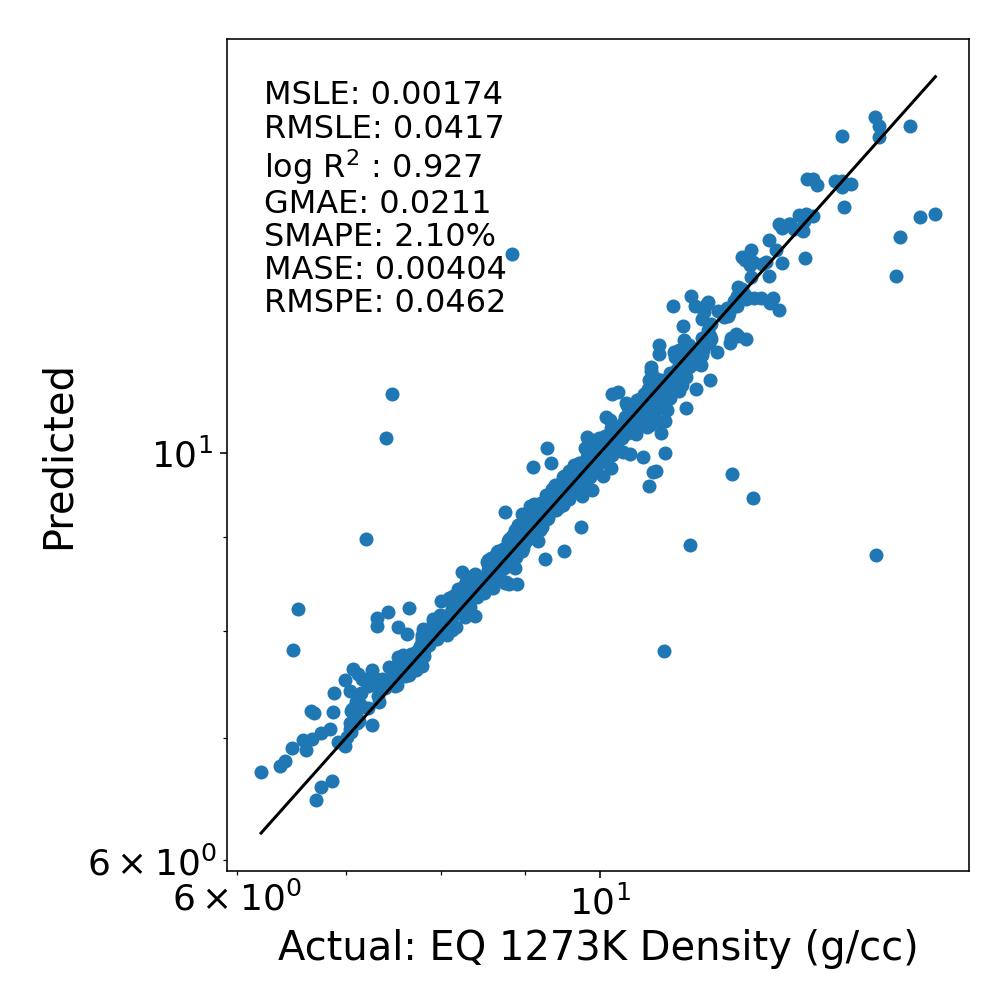 MSLE: 0.00174
RMSLE: 0.0417
log R² : 0.927
GMAE: 0.0211
SMAPE: 2.10%
MASE: 0.00404
RMSPE: 0.0462
Predicted
10¹
6 × 10⁰
6 × 10⁰
10¹
Actual: EQ 1273K Density (g/cc)